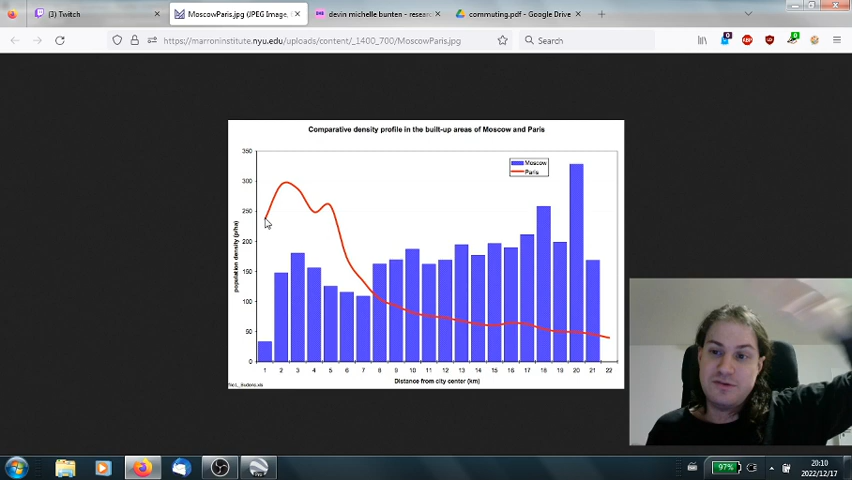 (3) Twitch
MoscowParis.jpg (JPEG Image,
devin michelle bunten - resear
commuting.pdf - Google Drive
https://marroninstitute.nyu.edu/uploads/content/_1400_700/MoscowParis.jpg
Search
0
ABP
0
Comparative density profile in the built-up areas of Moscow and Paris
350
300
250
200
150
100
50
0
population density (p/ha)
Moscow
Paris
1 2 3 4 5 6 7 8 9 10 11 12 13 14 15 16 17 18 19 20 21 22
Distance from city center (km)
97%
20:10
2022/12/17